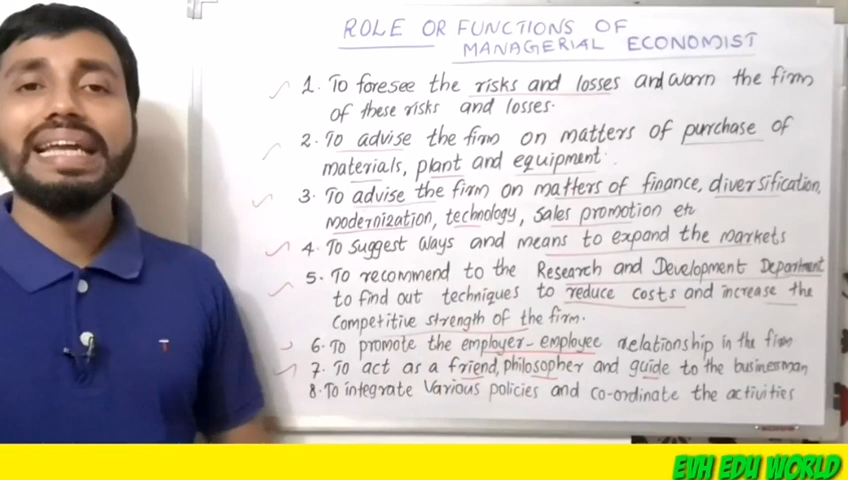 ROLE OR FUNCTIONS OF
MANAGERIAL ECONOMIST
1. To foresee the risks and losses and warn the firm
of these risks and losses.
2. To advise the firm on matters of purchase of
materials, plant and equipment.
3. To advise the firm on matters of finance, diversification,
modernization, technology, sales promotion etc
4. To suggest ways and means to expand the markets
5. To recommend to the Research and Development Department
to find out techniques to reduce costs and increase the
competitive strength of the firm.
6. To promote the employer-employee relationship in the firm
7. To act as a friend, philosopher and guide to the businessman
8. To integrate various policies and co-ordinate the activities
EVH EDU WORLD